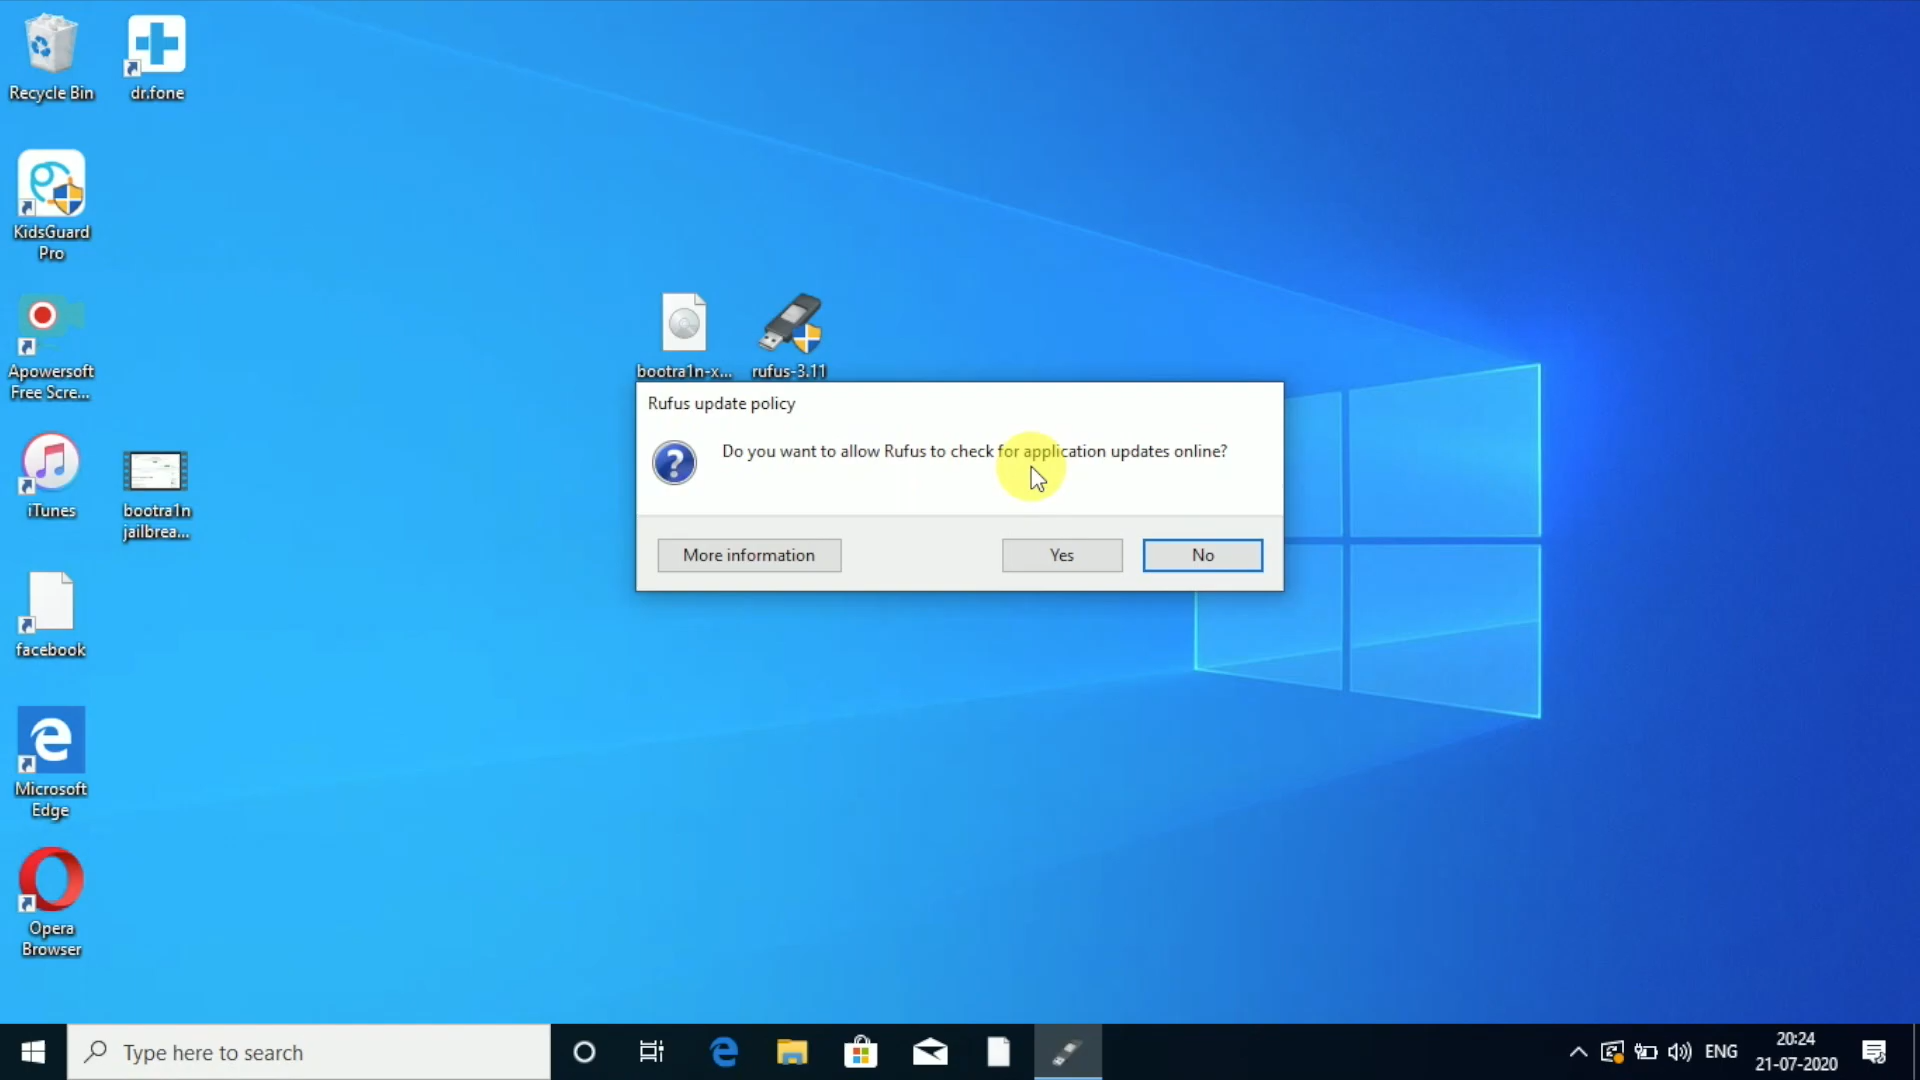 Recycle Bin
dr.fone
KidsGuard
Pro
Apowersoft
Free Scre...
iTunes
bootra1n
jailbrea...
facebook
Microsoft
Edge
Opera
Browser
bootra1n-x...
rufus-3.11
Rufus update policy
Do you want to allow Rufus to check for application updates online?
More information
Yes
No
Type here to search
ENG
20:24
21-07-2020